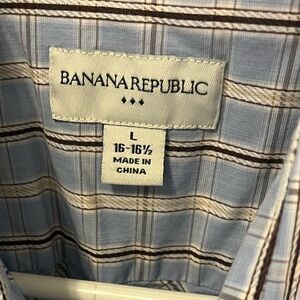 BANANA REPUBLIC
L
16-16½
MADE IN
CHINA